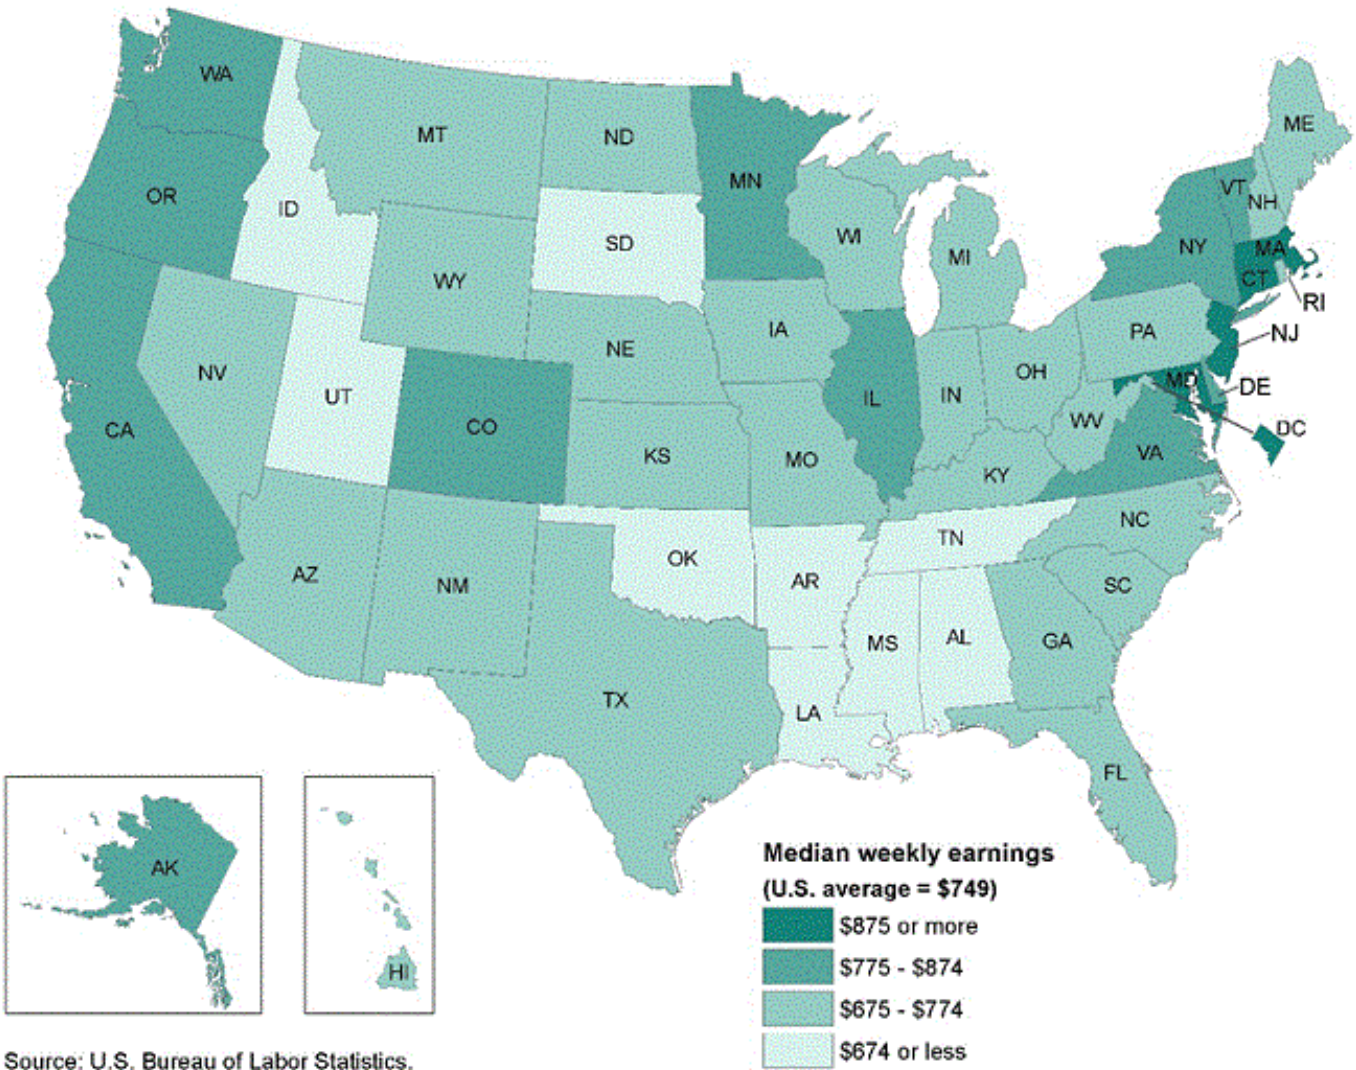 WA
MT
ND
MN
ME
OR
ID
SD
WI
MI
VT
NH
NY
MA
CT
RI
WY
IA
PA
NJ
NV
UT
NE
IL
IN
OH
MD
DE
CA
CO
KS
MO
WV
VA
DC
KY
AZ
NM
OK
AR
TN
NC
SC
MS
AL
GA
TX
LA
FL
AK
HI
Median weekly earnings
(U.S. average = $749)
$875 or more
$775 - $874
$675 - $774
$674 or less
Source: U.S. Bureau of Labor Statistics.